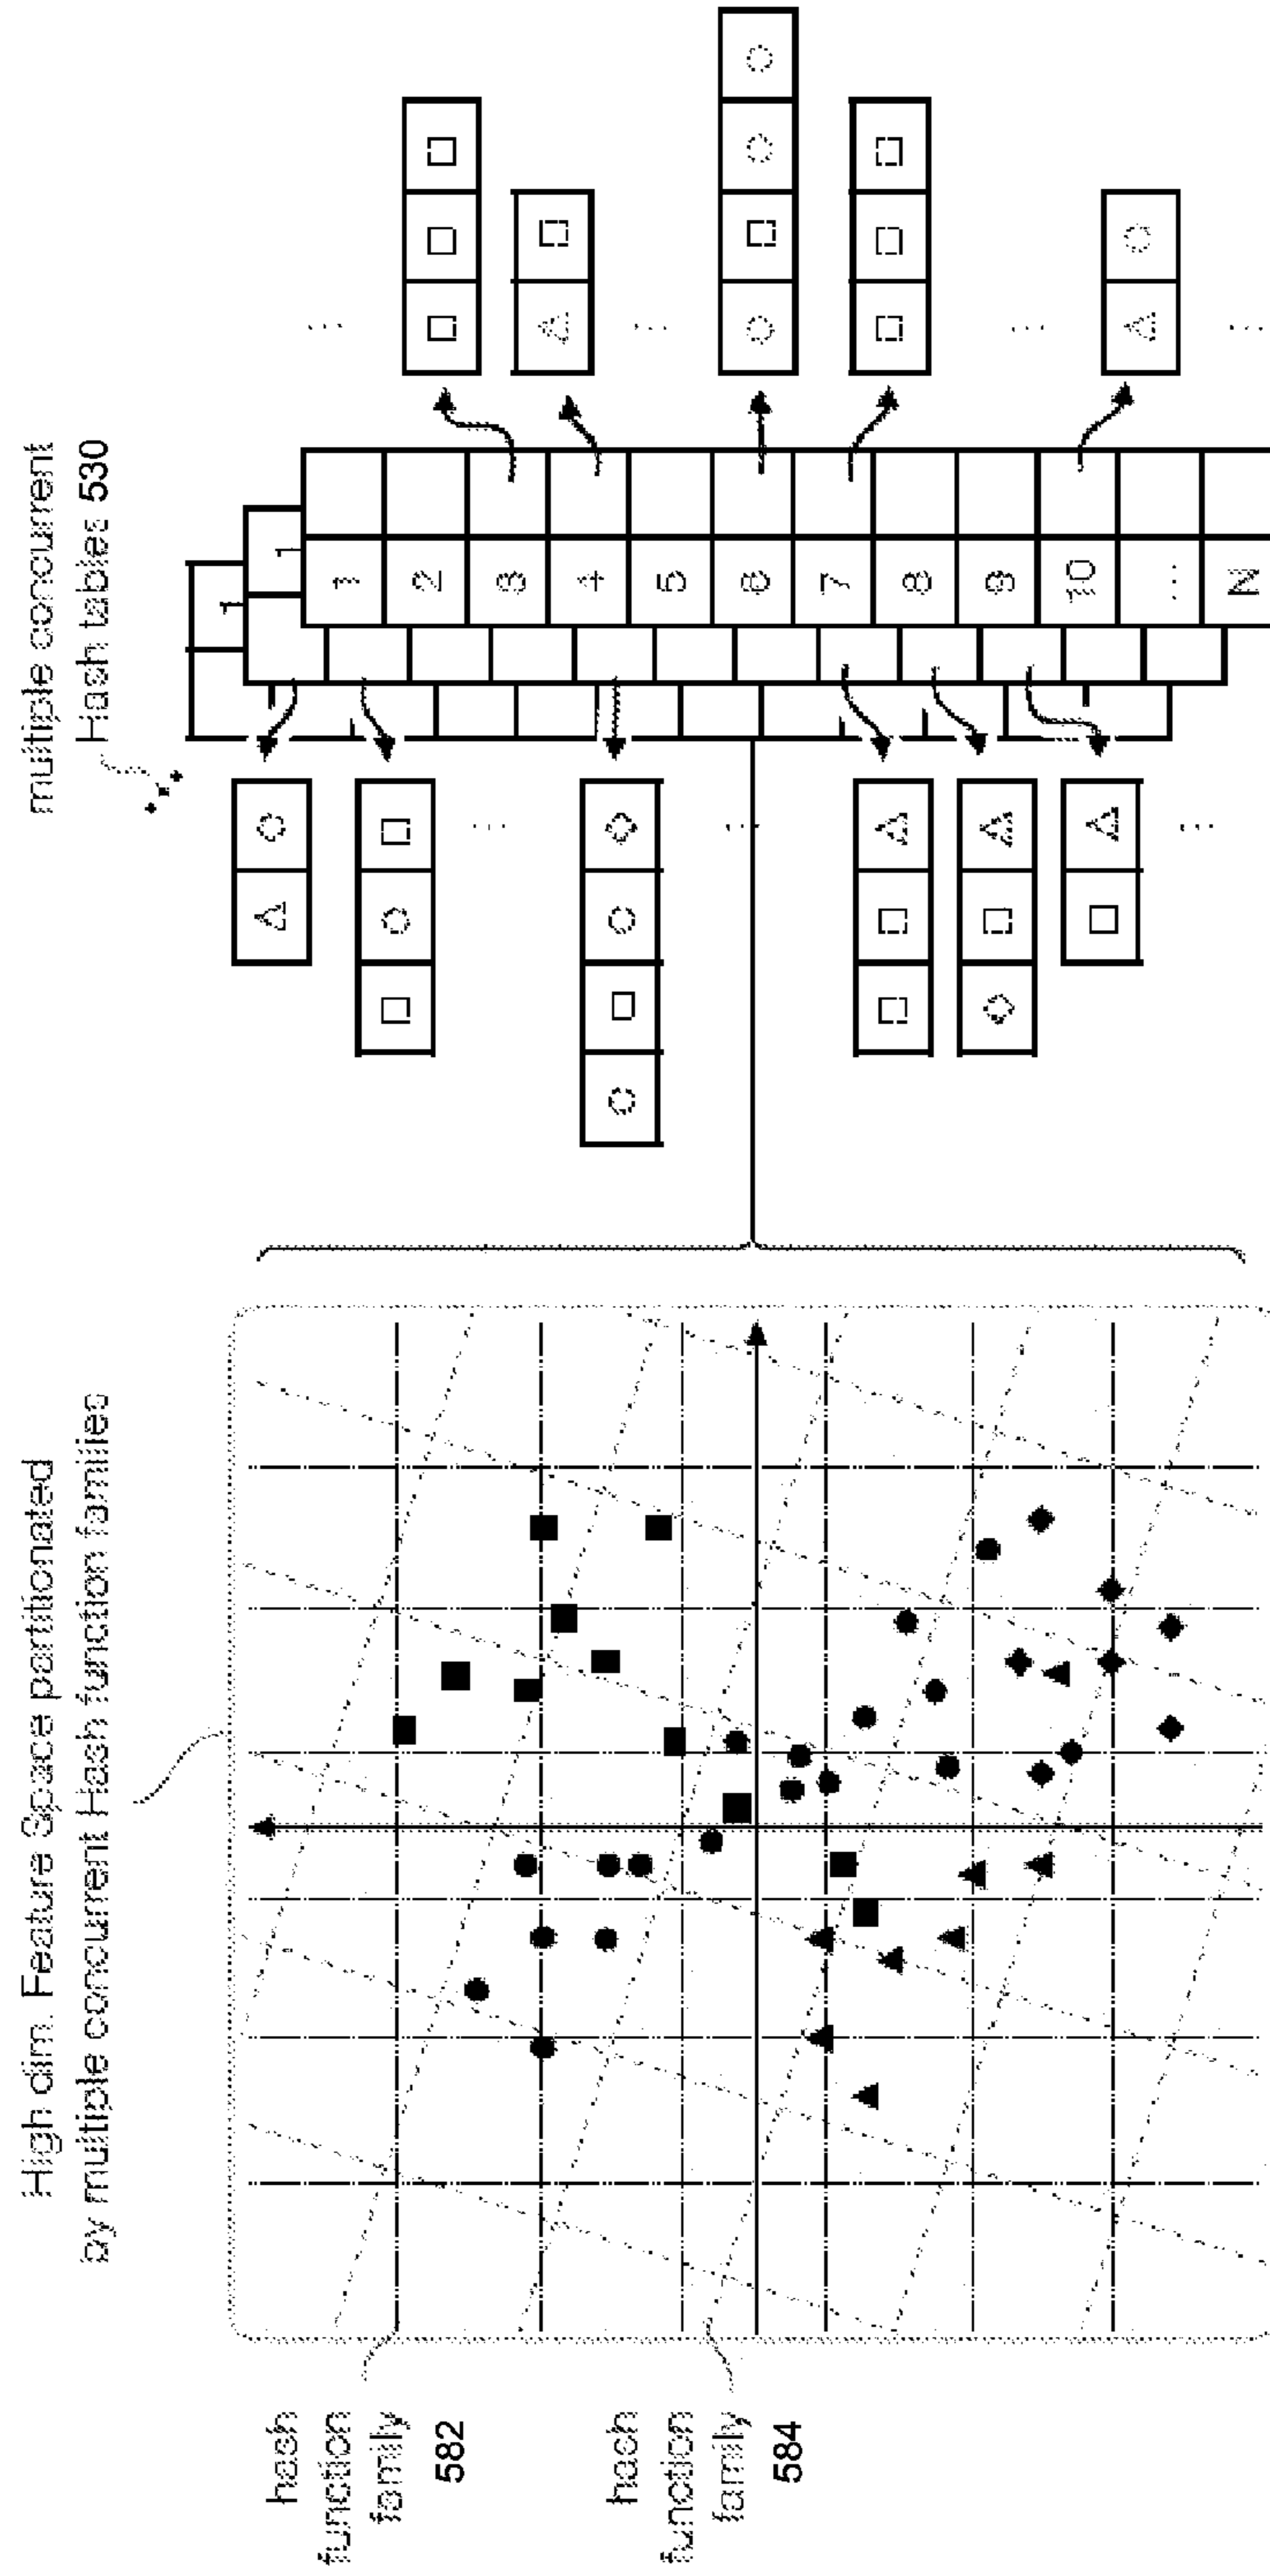 High dim. Feature Space partitionated
by multiple concurrent Hash function families
hash
function
family
582
hash
function
family
584
multiple concurrent
Hash tables 530
1
1
1
2
3
4
5
6
7
8
9
10
...
N